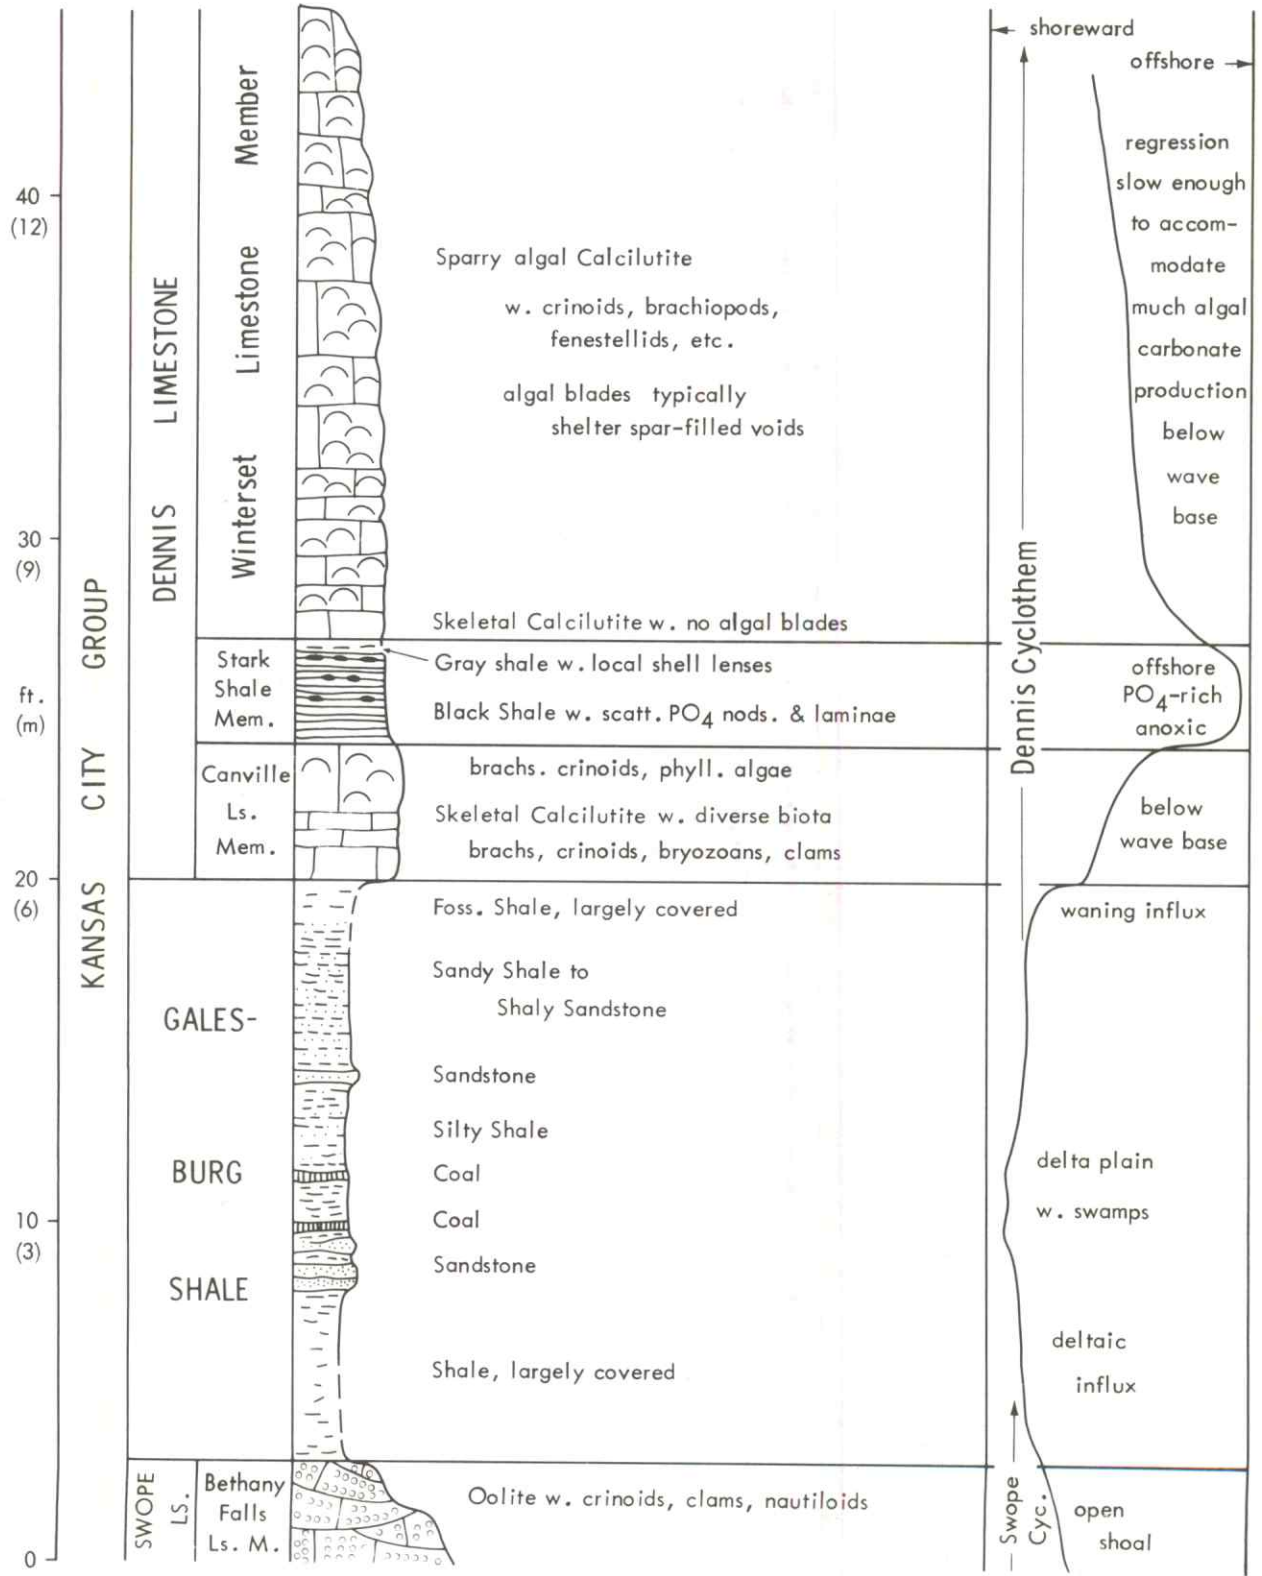 shoreward
offshore
Member
Limestone
Winterset
DENNIS LIMESTONE
KANSAS CITY GROUP
40
(12)
30
(9)
ft.
(m)
20
(6)
10
(3)
0
Sparry algal Calcilutite
w. crinoids, brachiopods,
fenestellids, etc.
algal blades typically
shelter spar-filled voids
Skeletal Calcilutite w. no algal blades
regression
slow enough
to accom-
modate
much algal
carbonate
production
below
wave
base
Dennis Cyclothem
Stark
Shale
Mem.
Gray shale w. local shell lenses
Black Shale w. scatt. PO4 nods. & laminae
offshore
PO4-rich
anoxic
Canville
Ls.
Mem.
brachs. crinoids, phyll. algae
Skeletal Calcilutite w. diverse biota
brachs, crinoids, bryozoans, clams
below
wave base
GALES-
BURG
SHALE
Foss. Shale, largely covered
Sandy Shale to
Shaly Sandstone
Sandstone
Silty Shale
Coal
Coal
Sandstone
Shale, largely covered
waning influx
delta plain
w. swamps
deltaic
influx
SWOPE
LS.
Bethany
Falls
Ls. M.
Oolite w. crinoids, clams, nautiloids
Swope
Cyc.
open
shoal